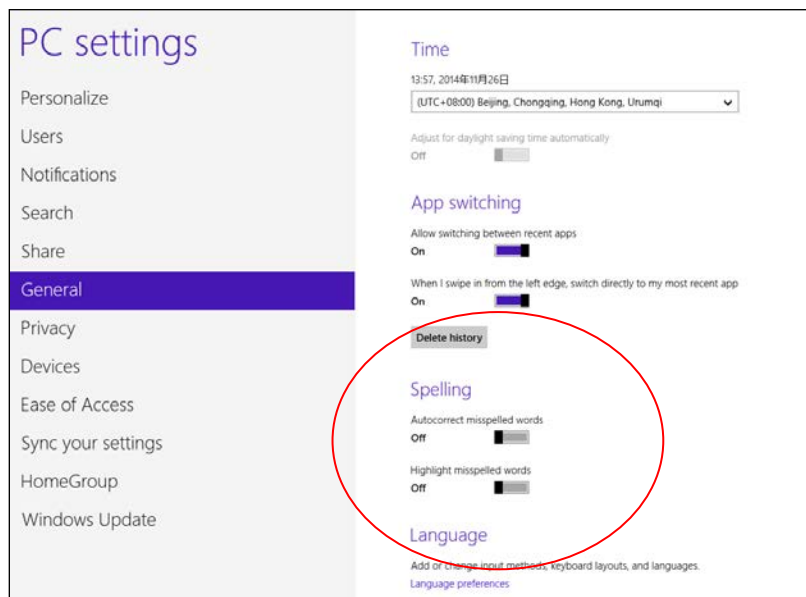 PC settings
Personalize
Users
Notifications
Search
Share
General
Privacy
Devices
Ease of Access
Sync your settings
HomeGroup
Windows Update
Time
13:57, 2014年11月26日
(UTC+08:00) Beijing, Chongqing, Hong Kong, Urumqi
Adjust for daylight saving time automatically
Off
App switching
Allow switching between recent apps
On
When I swipe in from the left edge, switch directly to my most recent app
On
Delete history
Spelling
Autocorrect misspelled words
Off
Highlight misspelled words
Off
Language
Add or change input methods, keyboard layouts, and languages.
Language preferences